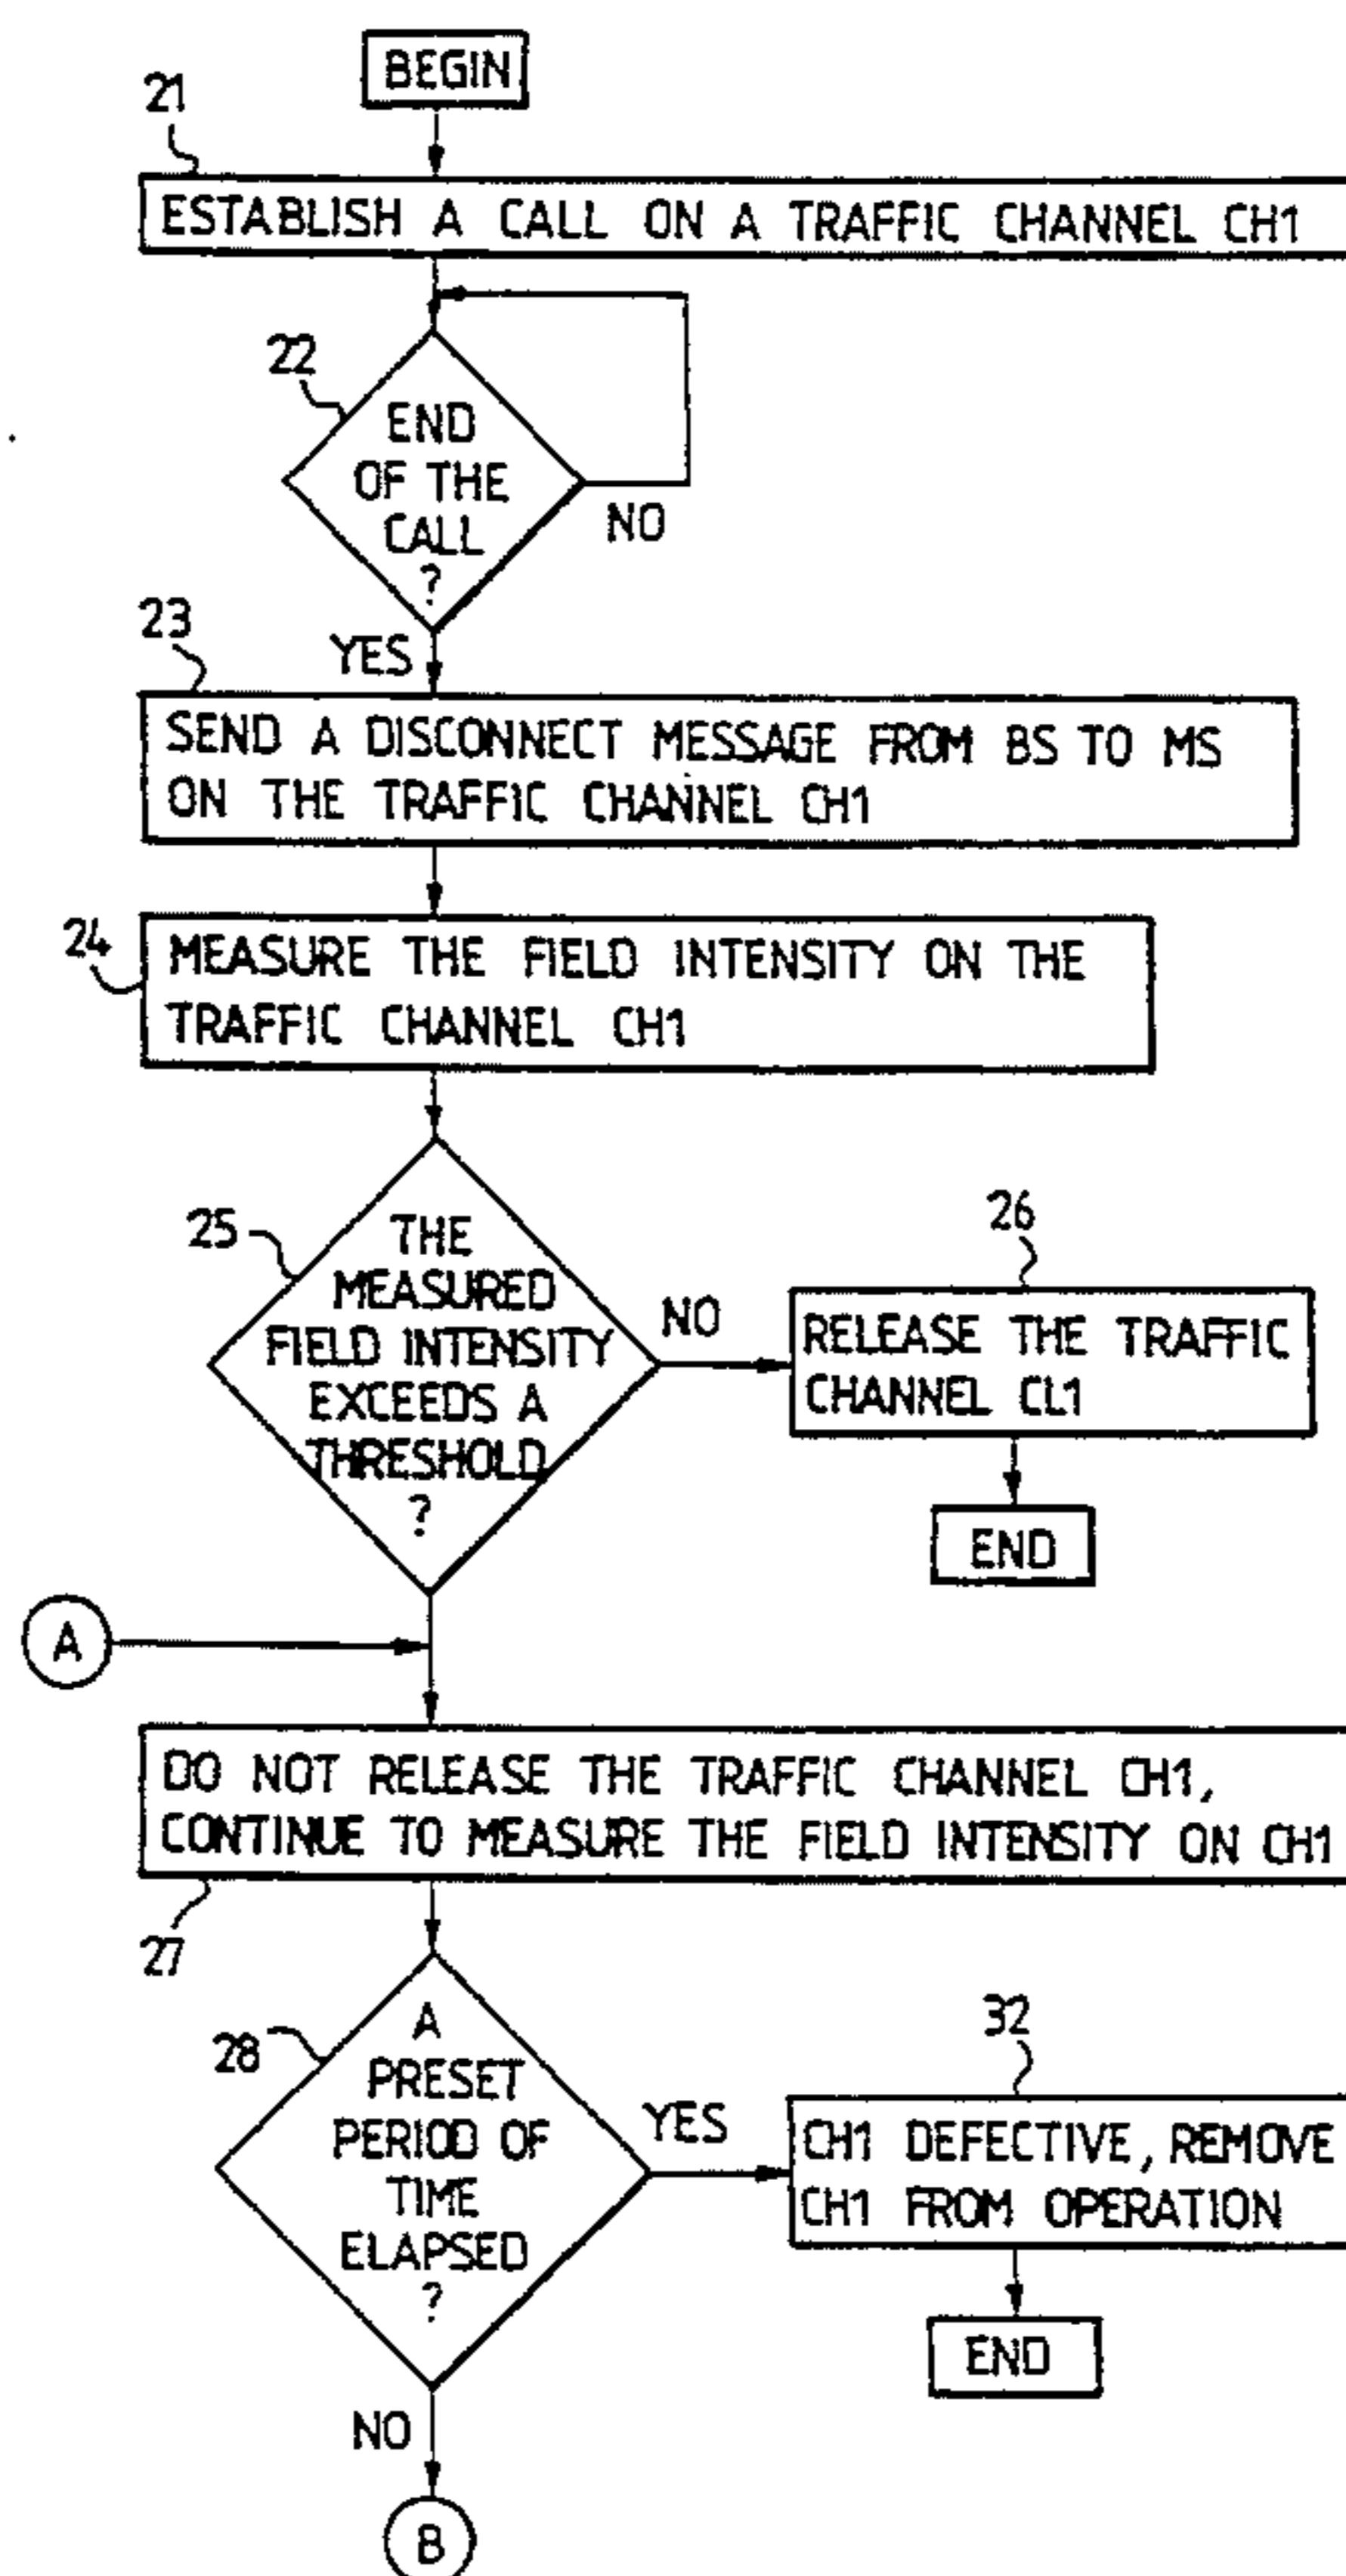 BEGIN
21
ESTABLISH A CALL ON A TRAFFIC CHANNEL CH1
22
END
OF THE
CALL
?
NO
YES
23
SEND A DISCONNECT MESSAGE FROM BS TO MS
ON THE TRAFFIC CHANNEL CH1
24
MEASURE THE FIELD INTENSITY ON THE
TRAFFIC CHANNEL CH1
25
THE
MEASURED
FIELD INTENSITY
EXCEEDS A
THRESHOLD
?
NO
26
RELEASE THE TRAFFIC
CHANNEL CL1
END
A
DO NOT RELEASE THE TRAFFIC CHANNEL CH1,
CONTINUE TO MEASURE THE FIELD INTENSITY ON CH1
27
28
A
PRESET
PERIOD OF
TIME
ELAPSED
?
YES
32
CH1 DEFECTIVE, REMOVE
CH1 FROM OPERATION
END
NO
B